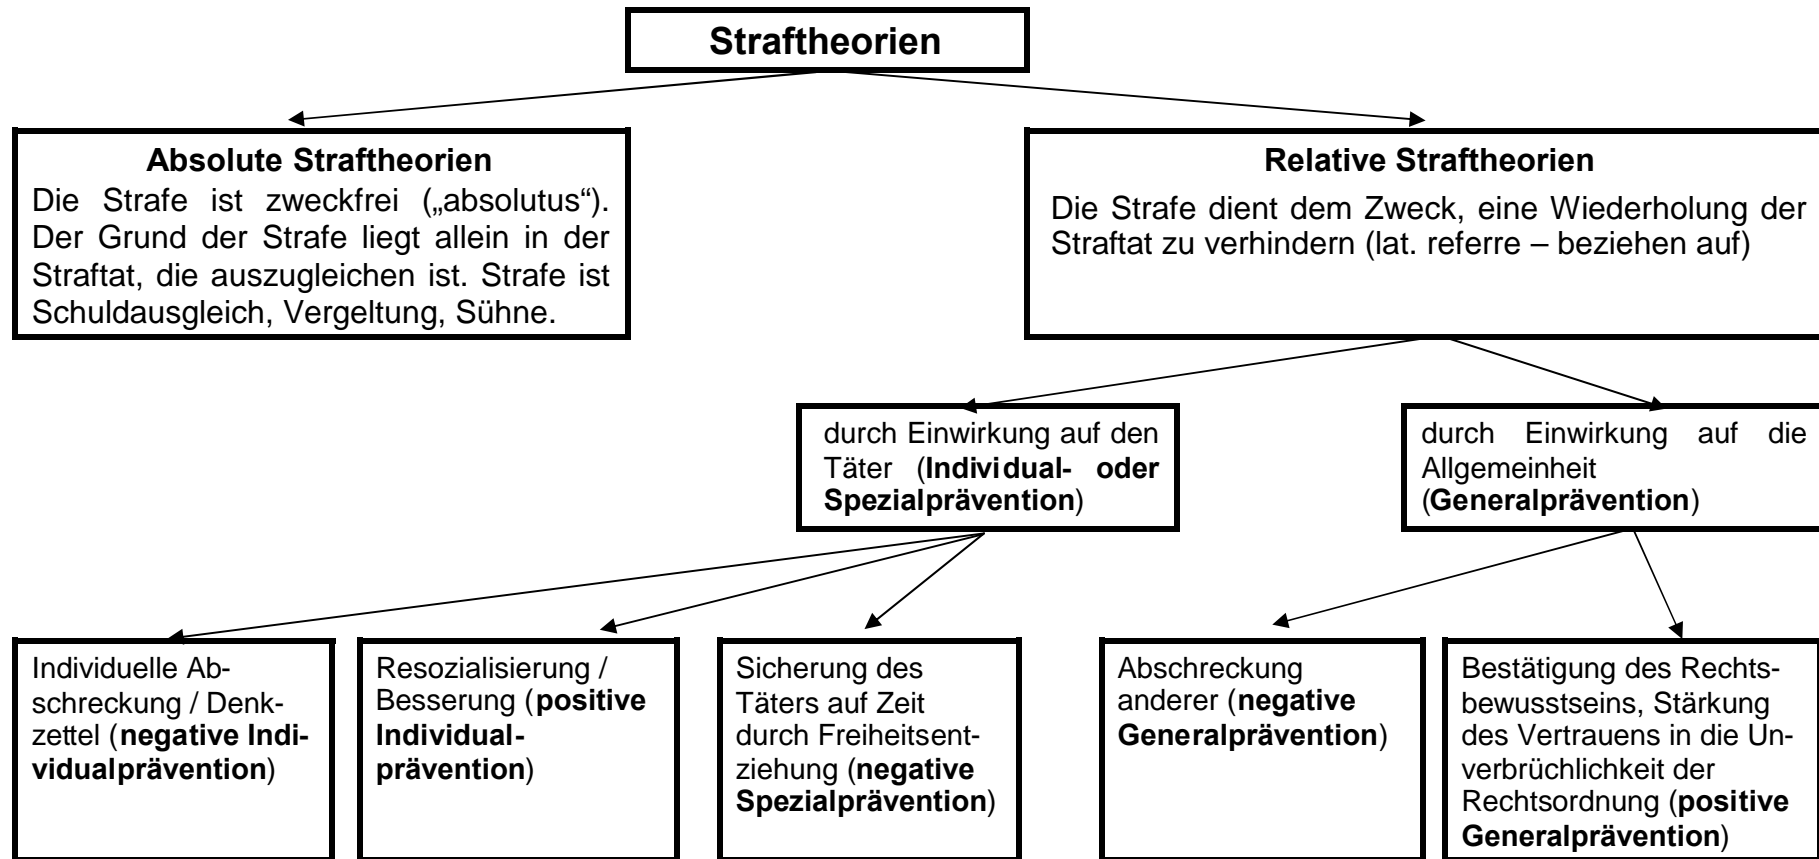 Straftheorien
Absolute Straftheorien
Die Strafe ist zweckfrei („absolutus“).
Der Grund der Strafe liegt allein in der
Straftat, die auszugleichen ist. Strafe ist
Schuldausgleich, Vergeltung, Sühne.
Relative Straftheorien
Die Strafe dient dem Zweck, eine Wiederholung der
Straftat zu verhindern (lat. referre – beziehen auf)
durch Einwirkung auf den
Täter (Individual- oder
Spezialprävention)
durch Einwirkung auf die
Allgemeinheit
(Generalprävention)
Individuelle Ab-
schreckung / Denk-
zettel (negative Indi-
vidualprävention)
Resozialisierung /
Besserung (positive
Individual-
prävention)
Sicherung des
Täters auf Zeit
durch Freiheitsent-
ziehung (negative
Spezialprävention)
Abschreckung
anderer (negative
Generalprävention)
Bestätigung des Rechts-
bewusstseins, Stärkung
des Vertrauens in die Un-
verbrüchlichkeit der
Rechtsordnung (positive
Generalprävention)